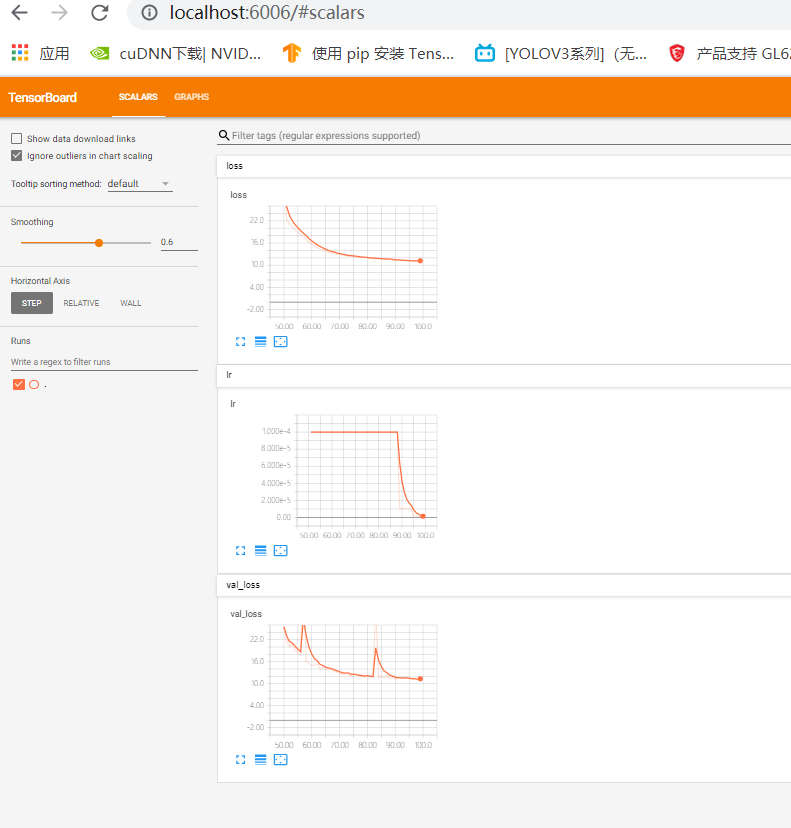 localhost:6006/#scalars
应用 cuDNN下载| NVID... 使用 pip 安装 Tens... [YOLOV3系列]（无... 产品支持 GL6
TensorBoard SCALARS GRAPHS
Show data download links
Ignore outliers in chart scaling
Tooltip sorting method: default
Smoothing
0.6
Horizontal Axis
STEP RELATIVE WALL
Runs
Write a regex to filter runs
.
Filter tags (regular expressions supported)
loss
loss
22.0
16.0
10.0
4.00
-2.00
50.00 60.00 70.00 80.00 90.00 100.0
lr
lr
1.000e-4
8.000e-5
6.000e-5
4.000e-5
2.000e-5
0.00
50.00 60.00 70.00 80.00 90.00 100.0
val_loss
val_loss
22.0
16.0
10.0
4.00
-2.00
50.00 60.00 70.00 80.00 90.00 100.0